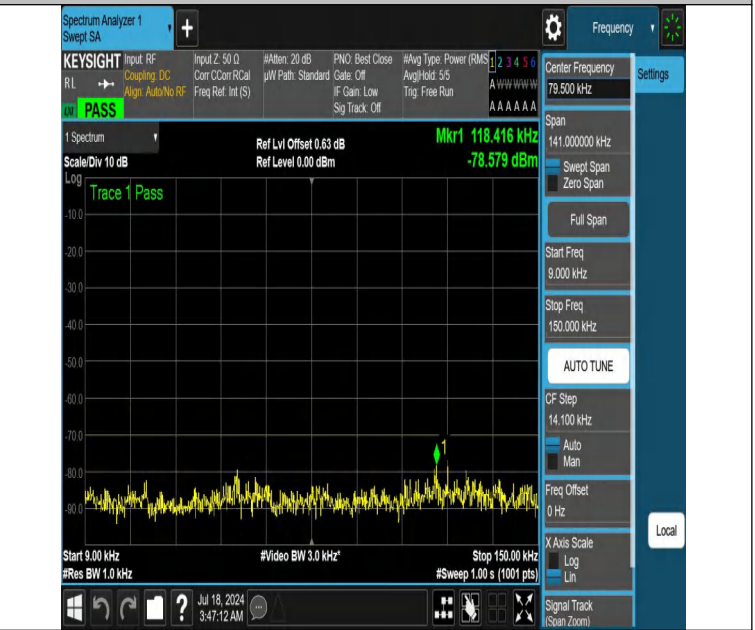 Spectrum Analyzer 1
Swept SA
+
Frequency
KEYSIGHT
RL
PASS
Input: RF
Coupling: DC
Align: Auto/No RF
Input Z: 50 Ω
Corr CCorr RCal
Freq Ref: Int (S)
#Atten: 20 dB
µW Path: Standard
PNO: Best Close
Gate: Off
IF Gain: Low
Sig Track: Off
#Avg Type: Power (RMS
Avg|Hold: 5/5
Trig: Free Run
1 2 3 4 5 6
A W W W W W
A A A A A A
1 Spectrum
Scale/Div 10 dB
Ref Lvl Offset 0.63 dB
Ref Level 0.00 dBm
Mkr1 118.416 kHz
-78.579 dBm
Log
Trace 1 Pass
-10.0
-20.0
-30.0
-40.0
-50.0
-60.0
-70.0
-80.0
-90.0
1
Start 9.00 kHz
#Res BW 1.0 kHz
#Video BW 3.0 kHz*
Stop 150.00 kHz
#Sweep 1.00 s (1001 pts)
Jul 18, 2024
3:47:12 AM
Center Frequency
79.500 kHz
Settings
Span
141.000000 kHz
Swept Span
Zero Span
Full Span
Start Freq
9.000 kHz
Stop Freq
150.000 kHz
AUTO TUNE
CF Step
14.100 kHz
Auto
Man
Freq Offset
0 Hz
X Axis Scale
Log
Lin
Local
Signal Track
(Span Zoom)